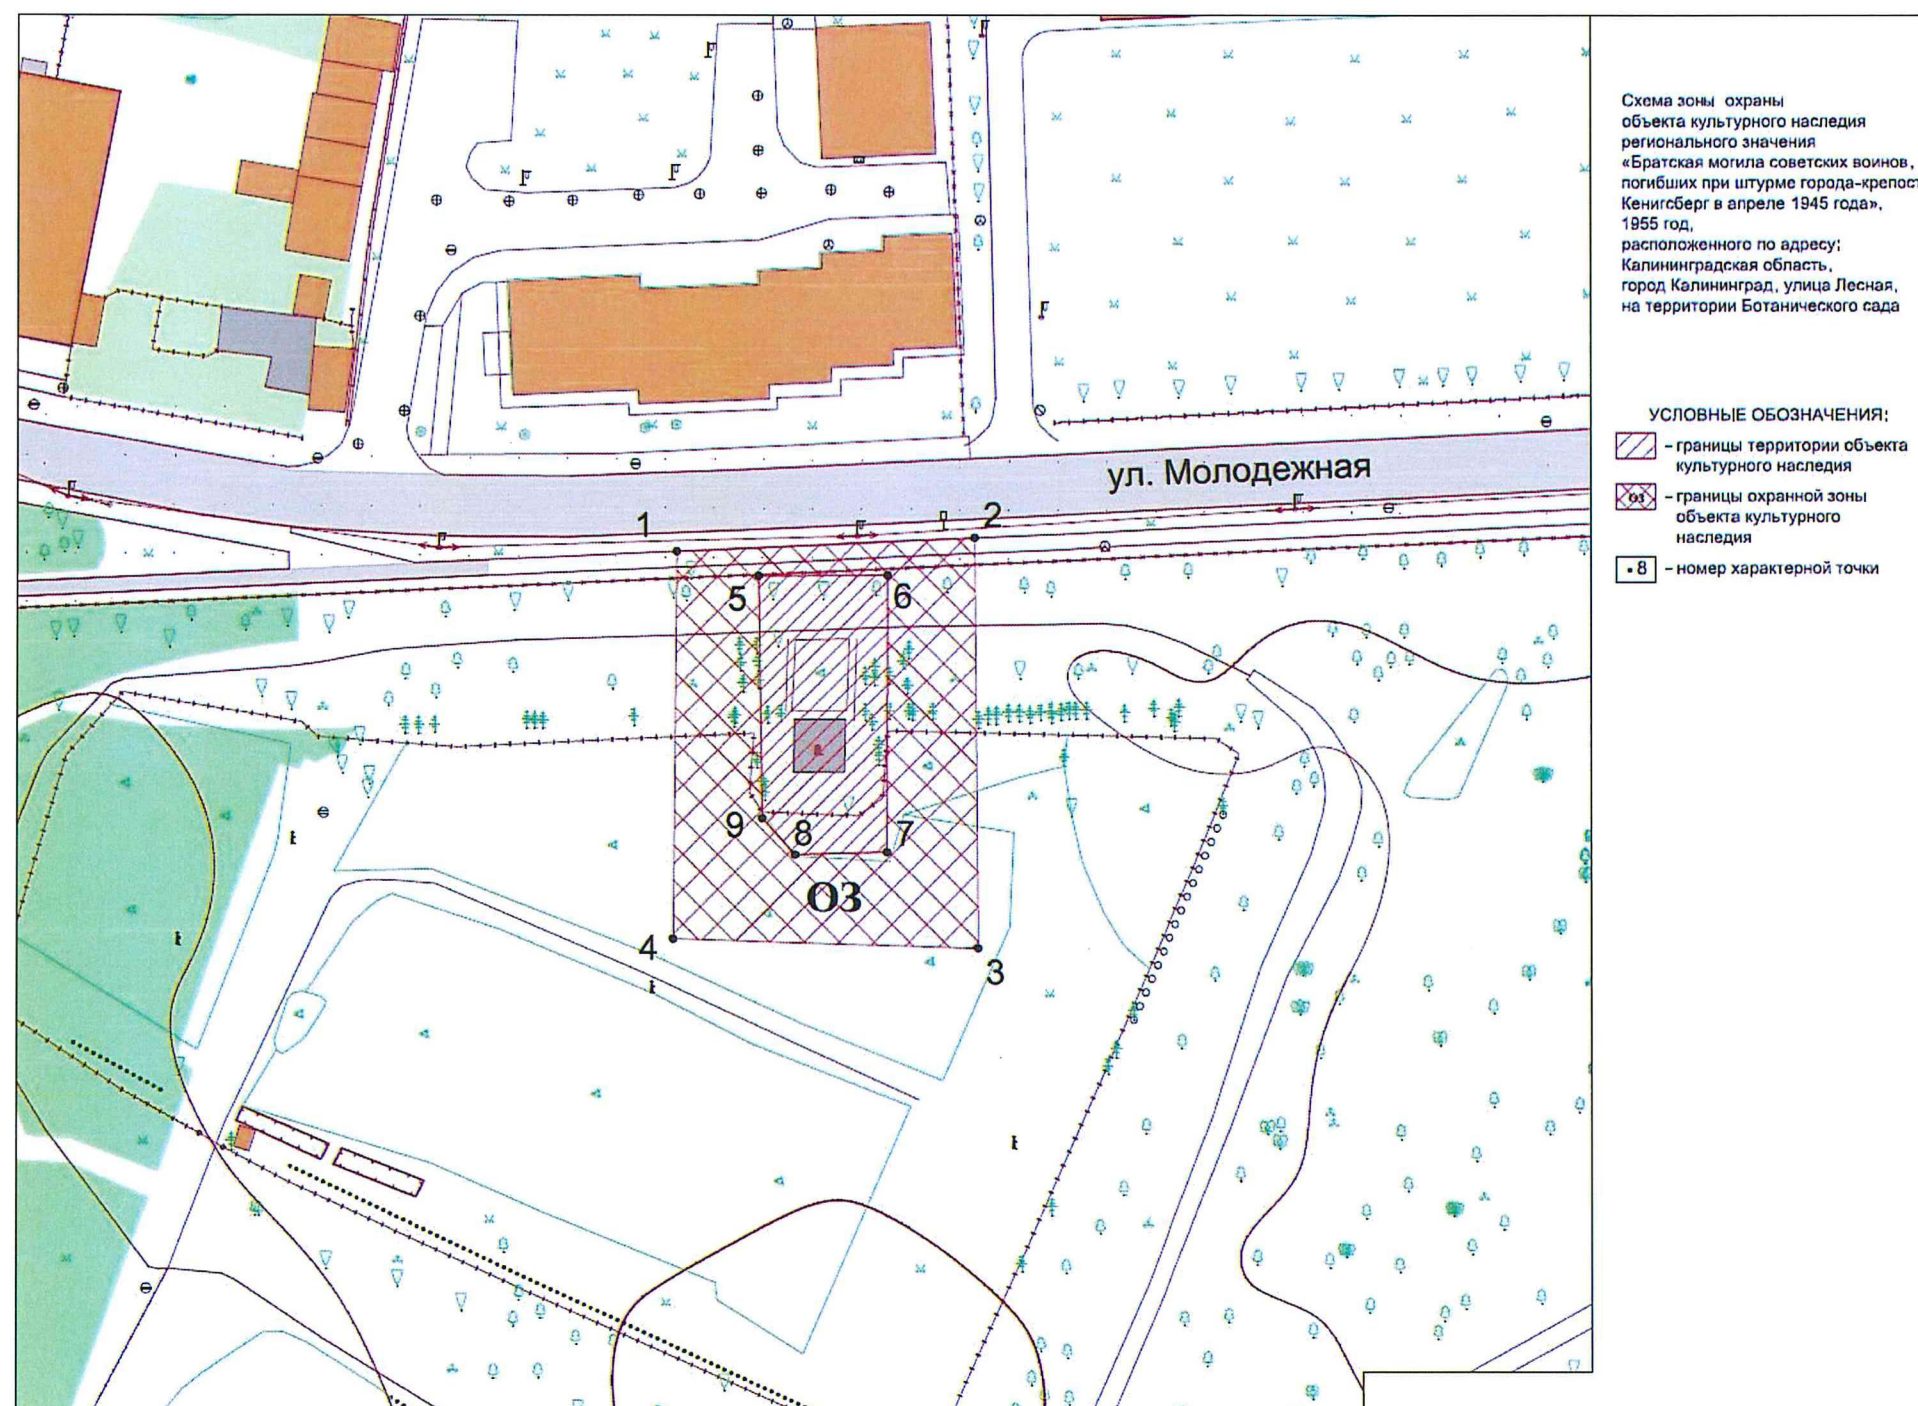 Схема зоны охраны
объекта культурного наследия
регионального значения
«Братская могила советских воинов,
погибших при штурме города-крепост
Кенигсберг в апреле 1945 года»,
1955 год,
расположенного по адресу;
Калининградская область,
город Калининград, улица Лесная,
на территории Ботанического сада
УСЛОВНЫЕ ОБОЗНАЧЕНИЯ;
– границы территории объекта
культурного наследия
ОЗ – границы охранной зоны
объекта культурного
наследия
• 8 – номер характерной точки
ул. Молодежная
1
2
5
6
9
8
7
ОЗ
4
3